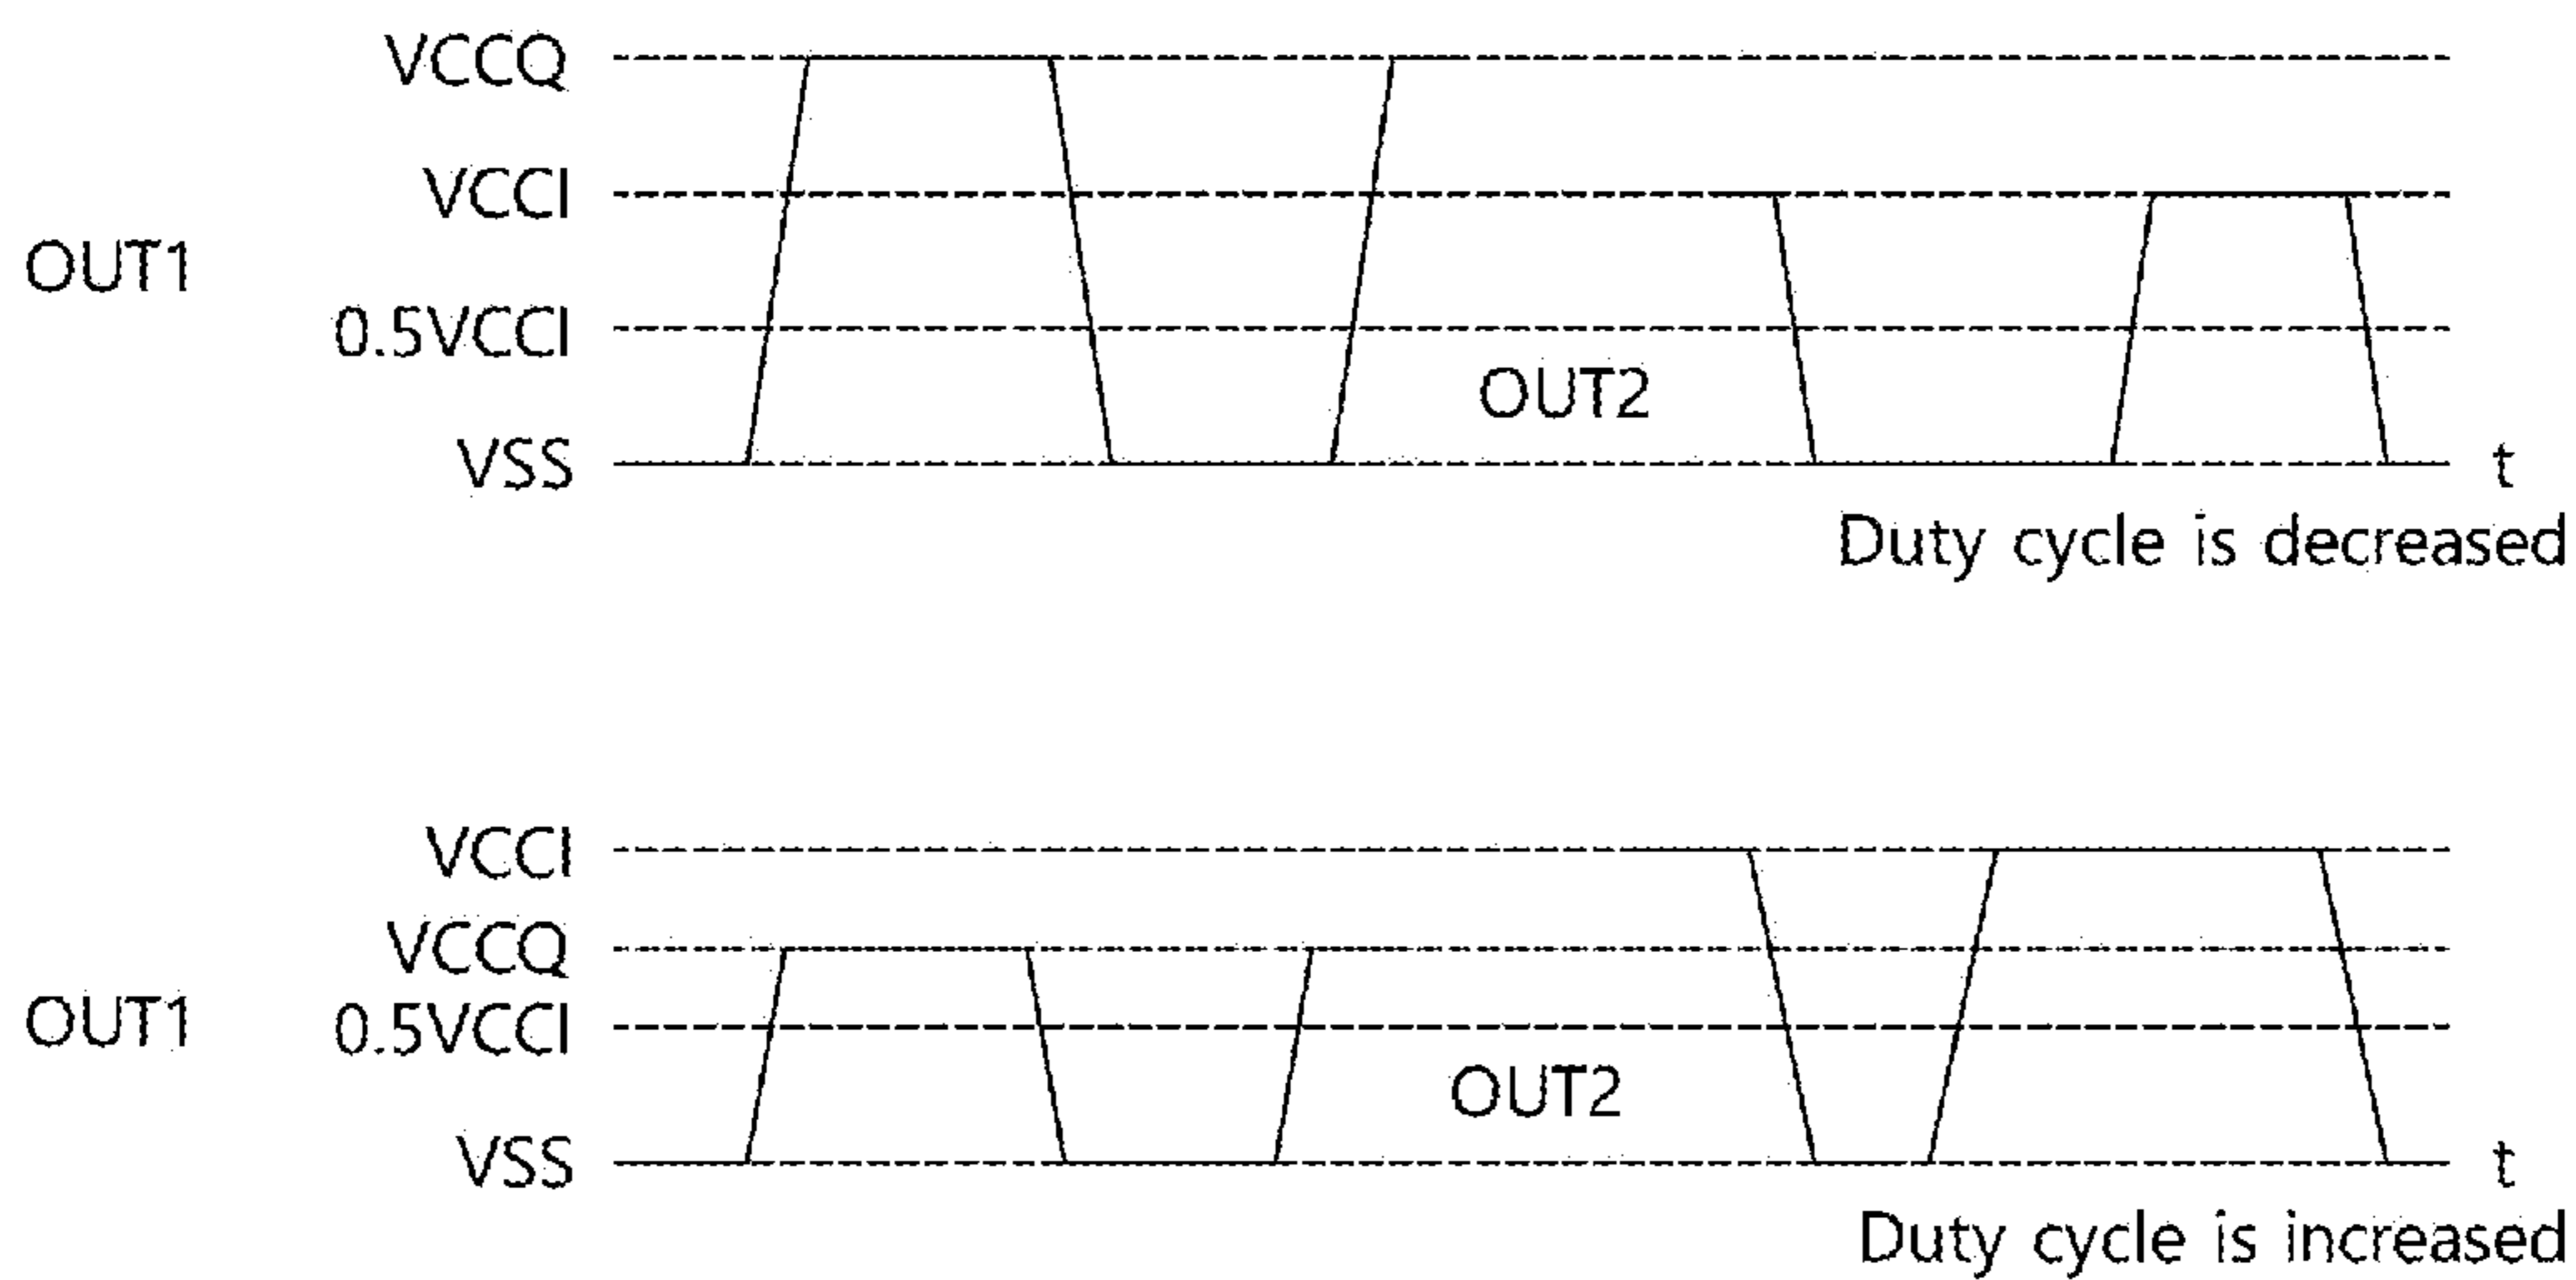 VCCQ
VCCI
OUT1
0.5VCCI
OUT2
VSS
t
Duty cycle is decreased
VCCI
VCCQ
OUT1
0.5VCCI
OUT2
VSS
t
Duty cycle is increased